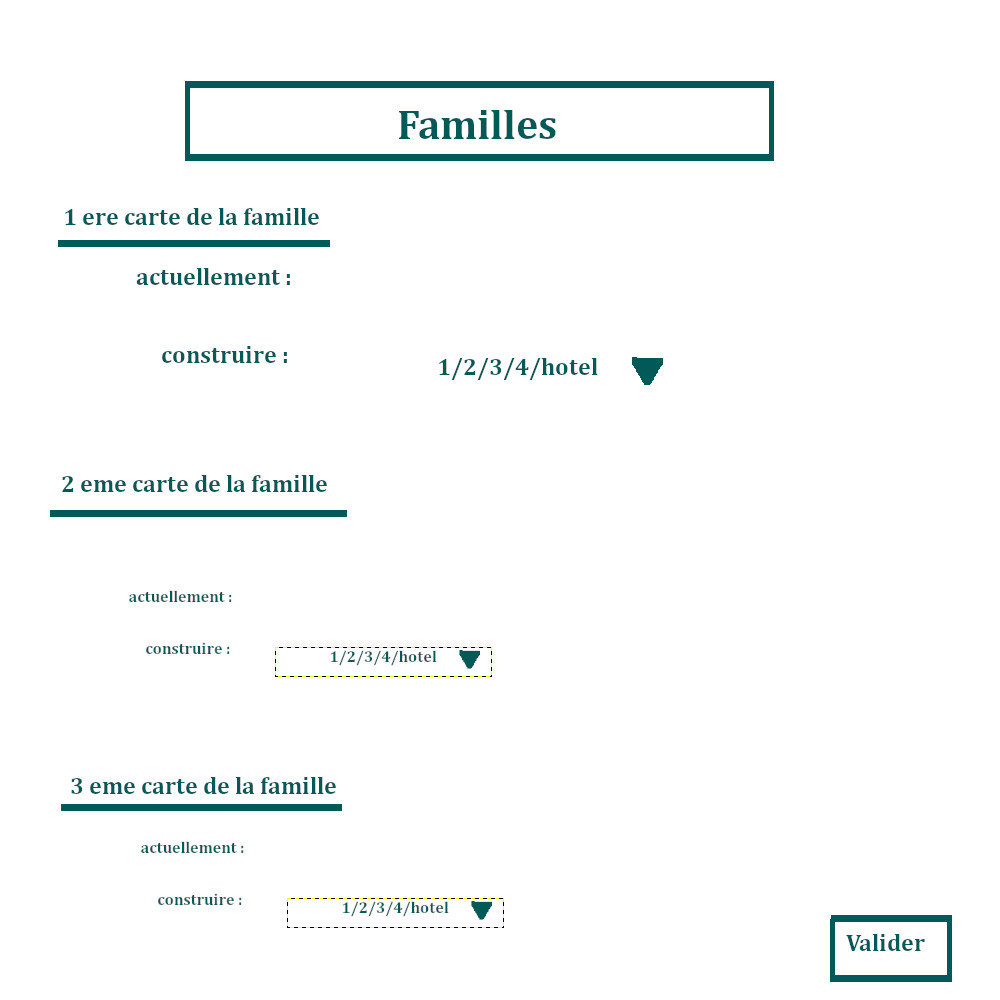 Familles
1 ere carte de la famille
actuellement :
construire :
1/2/3/4/hotel
2 eme carte de la famille
actuellement :
construire :
1/2/3/4/hotel
3 eme carte de la famille
actuellement :
construire :
1/2/3/4/hotel
Valider